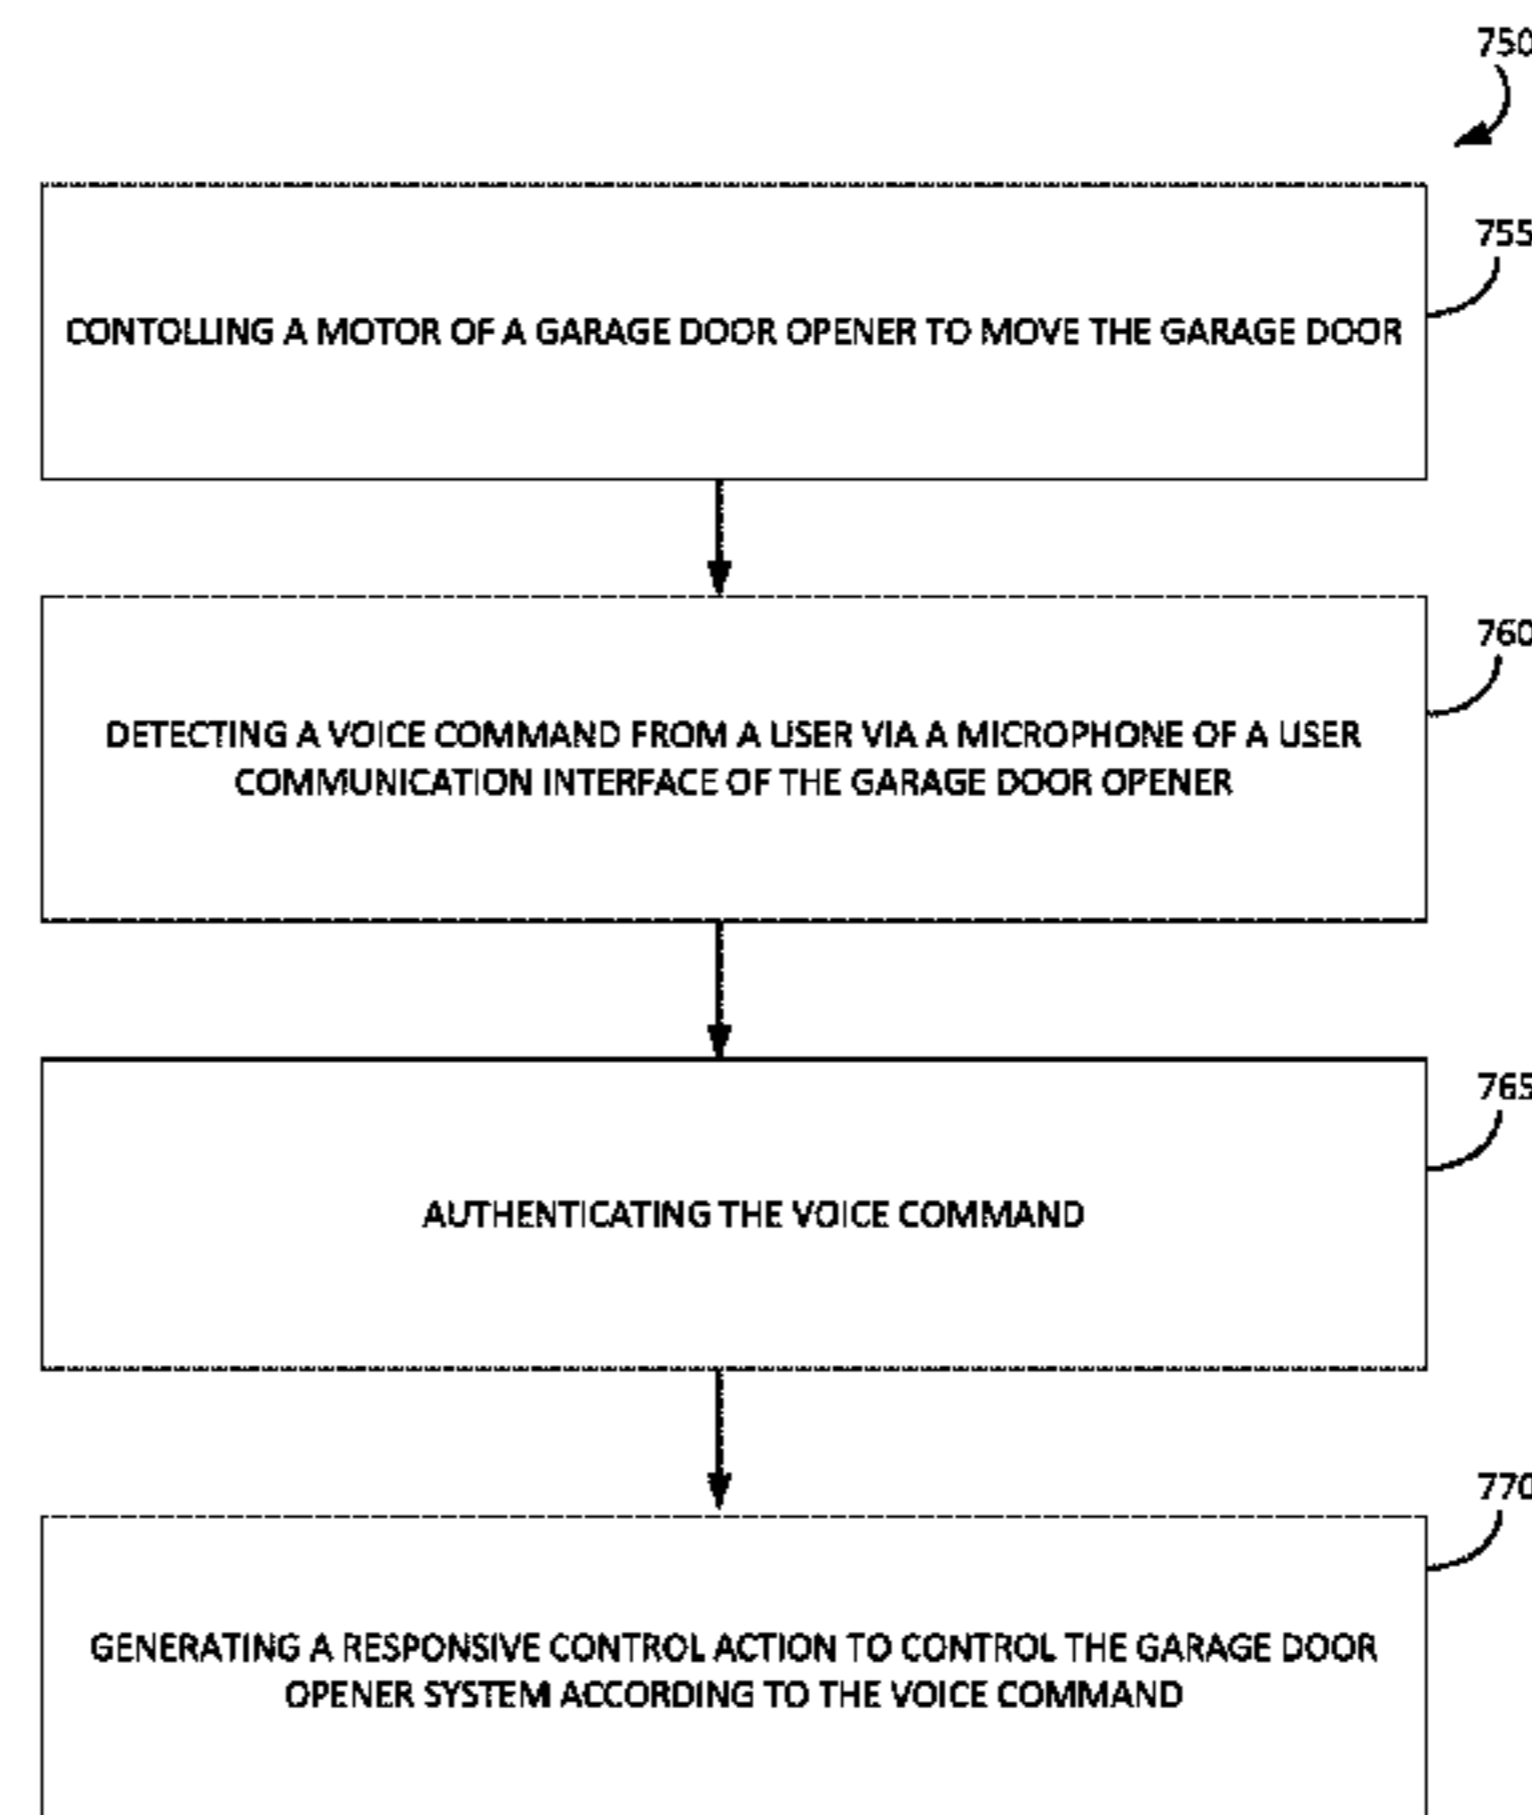 750
755
CONTOLLING A MOTOR OF A GARAGE DOOR OPENER TO MOVE THE GARAGE DOOR
760
DETECTING A VOICE COMMAND FROM A USER VIA A MICROPHONE OF A USER
COMMUNICATION INTERFACE OF THE GARAGE DOOR OPENER
765
AUTHENTICATING THE VOICE COMMAND
770
GENERATING A RESPONSIVE CONTROL ACTION TO CONTROL THE GARAGE DOOR
OPENER SYSTEM ACCORDING TO THE VOICE COMMAND